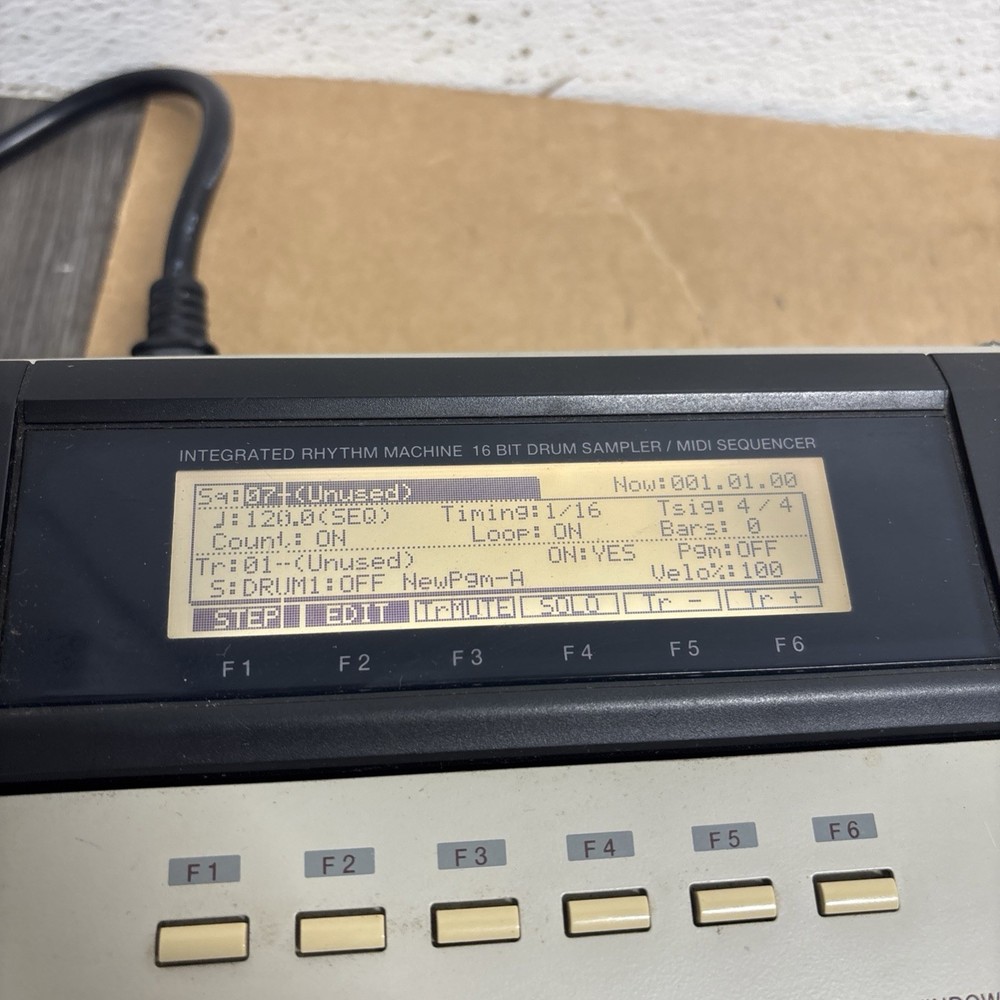 INTEGRATED RHYTHM MACHINE 16 BIT DRUM SAMPLER / MIDI SEQUENCER
Sq:07-(Unused) Now:001.01.00
♩:120.0(SEQ) Timing:1/16 Tsig: 4/4
Count: ON Loop: ON Bars: 0
Tr:01-(Unused) ON:YES Pgm:OFF
S:DRUM1:OFF NewPgm-A Velo%:100
STEP EDIT TrMUTE SOLO Tr - Tr +
F1 F2 F3 F4 F5 F6
F1 F2 F3 F4 F5 F6